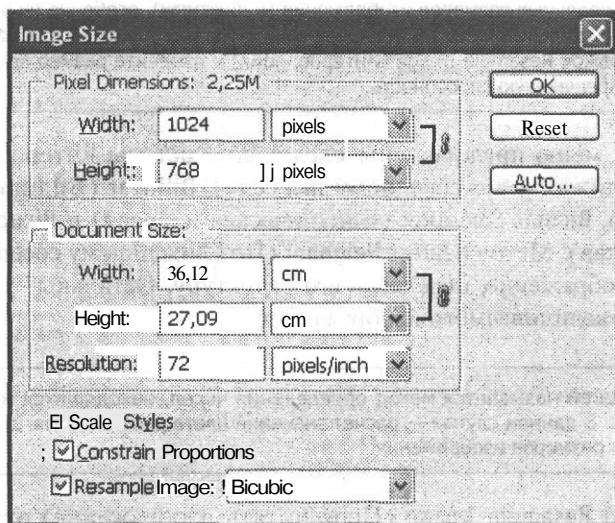 Image Size
Pixel Dimensions: 2,25M
OK
Width: 1024 pixels
Reset
Height: 768 ] j pixels
Auto...
Document Size:
Width: 36,12 cm
Height: 27,09 cm
Resolution: 72 pixels/inch
El Scale Styles
; Constrain Proportions
Resample Image: ! Bicubic